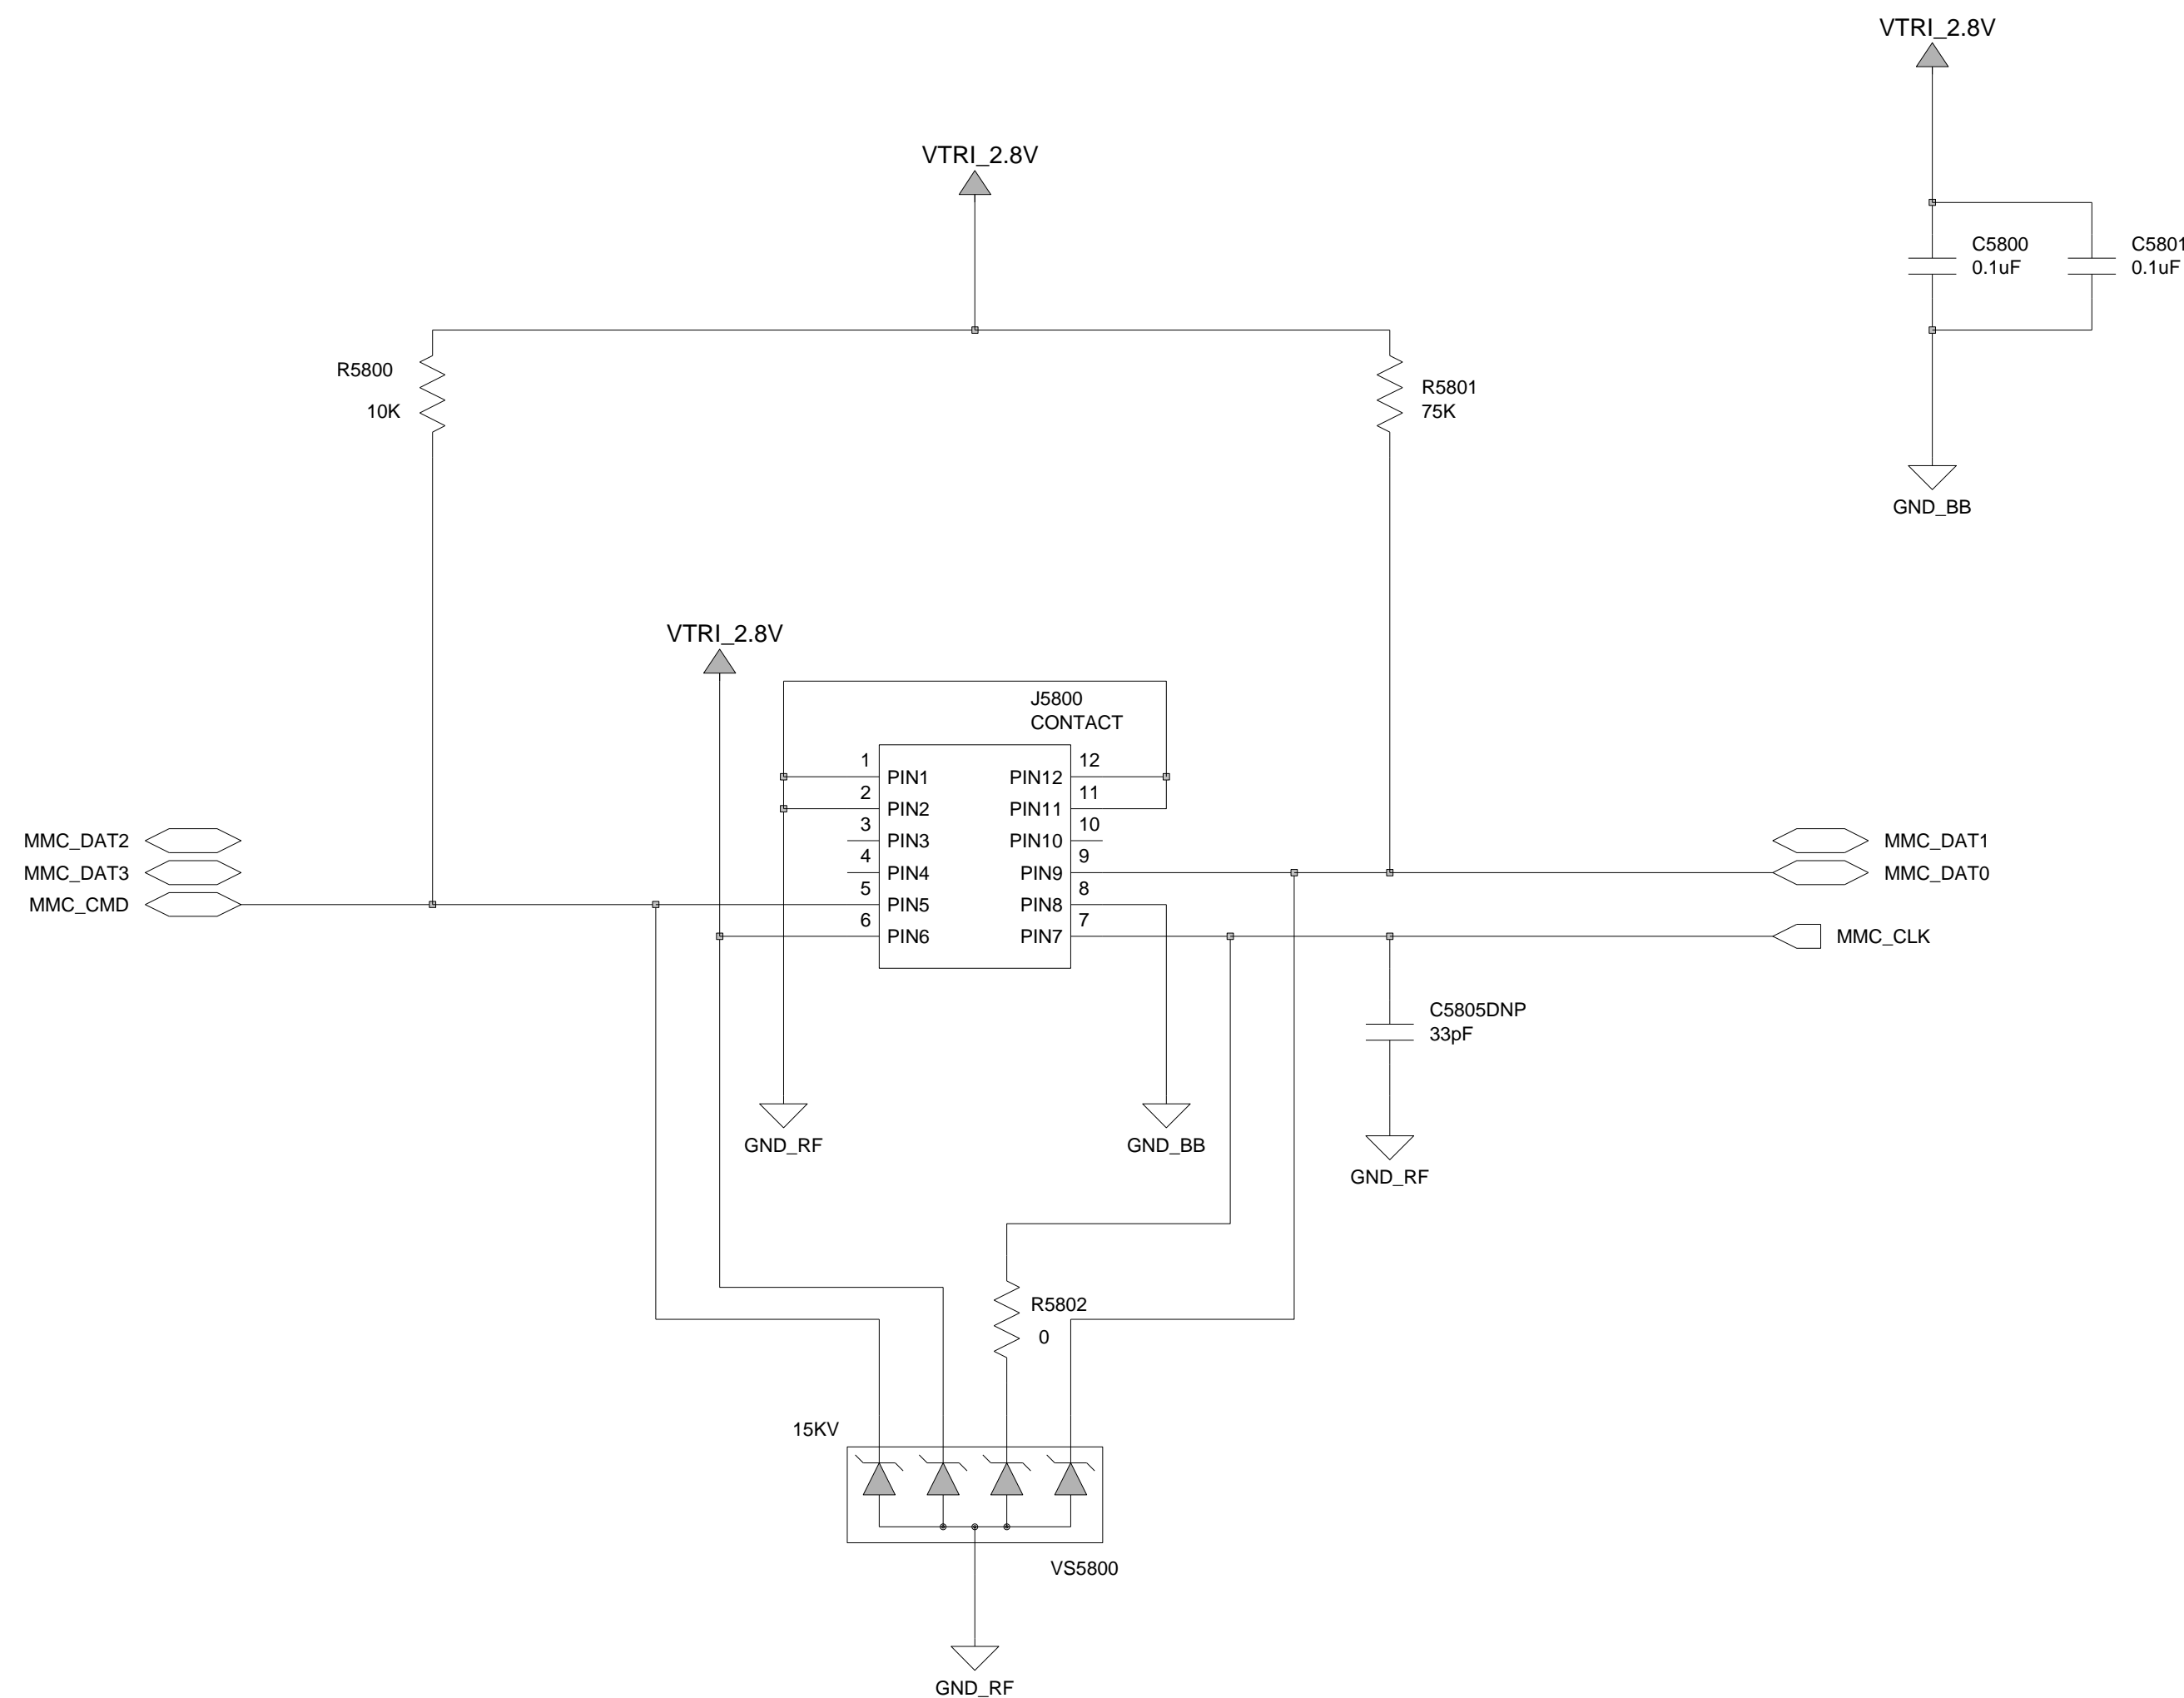 VTRI_2.8V
VTRI_2.8V
C5800
0.1uF
C5801
0.1uF
R5800
10K
R5801
75K
GND_BB
VTRI_2.8V
J5800
CONTACT
1
PIN1
12
PIN12
2
PIN2
11
PIN11
3
PIN3
10
PIN10
4
PIN4
9
PIN9
5
PIN5
8
PIN8
6
PIN6
7
PIN7
MMC_DAT2
MMC_DAT3
MMC_CMD
MMC_DAT1
MMC_DAT0
MMC_CLK
C5805DNP
33pF
GND_RF
GND_BB
GND_RF
R5802
0
15KV
VS5800
GND_RF